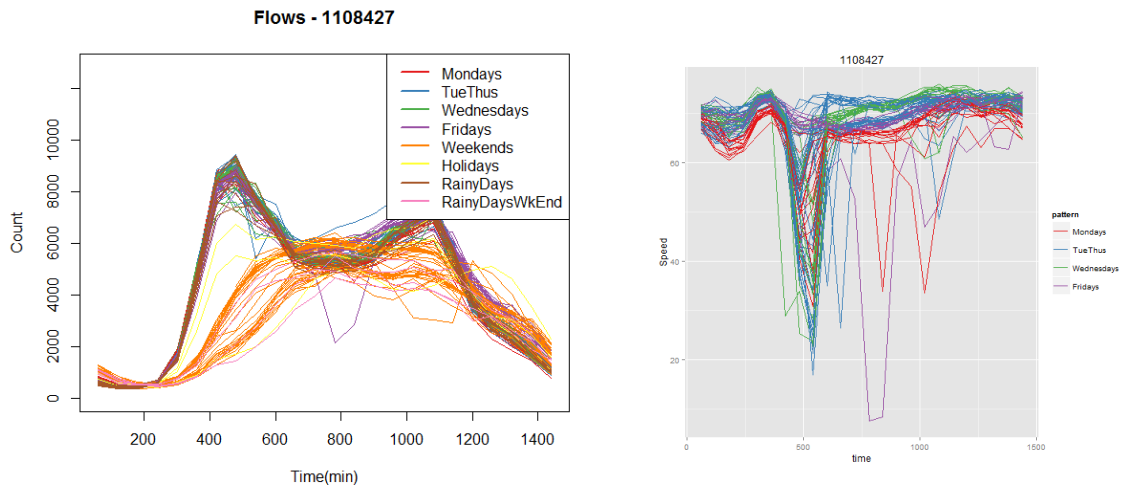 Flows - 1108427
Count
0
2000
4000
6000
8000
10000
200
400
600
800
1000
1200
1400
Time(min)
Mondays
TueThus
Wednesdays
Fridays
Weekends
Holidays
RainyDays
RainyDaysWkEnd
1108427
Speed
60
40
20
0
500
1000
1500
time
pattern
Mondays
TueThus
Wednesdays
Fridays